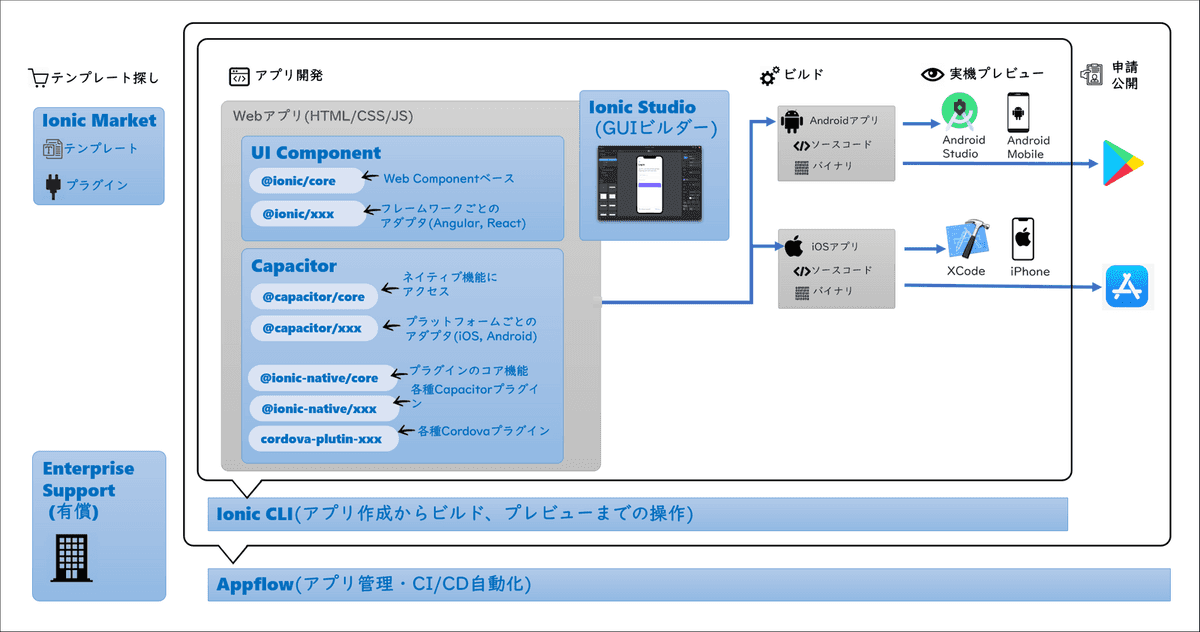 テンプレート探し
Ionic Market
テンプレート
プラグイン
Enterprise
Support
(有償)
アプリ開発
Webアプリ(HTML/CSS/JS)
UI Component
@ionic/core
Web Componentベース
@ionic/xxx
フレームワークごとの
アダプタ(Angular, React)
Capacitor
@capacitor/core
ネイティブ機能に
アクセス
@capacitor/xxx
プラットフォームごとの
アダプタ(iOS, Android)
@ionic-native/core
プラグインのコア機能
@ionic-native/xxx
各種Capacitorプラグイ
ン
cordova-plutin-xxx
各種Cordovaプラグイン
Ionic Studio
(GUIビルダー)
ビルド
Androidアプリ
ソースコード
バイナリ
iOSアプリ
ソースコード
バイナリ
実機プレビュー
Android
Studio
Android
Mobile
XCode
iPhone
申請
公開
Ionic CLI(アプリ作成からビルド、プレビューまでの操作)
Appflow(アプリ管理・CI/CD自動化)